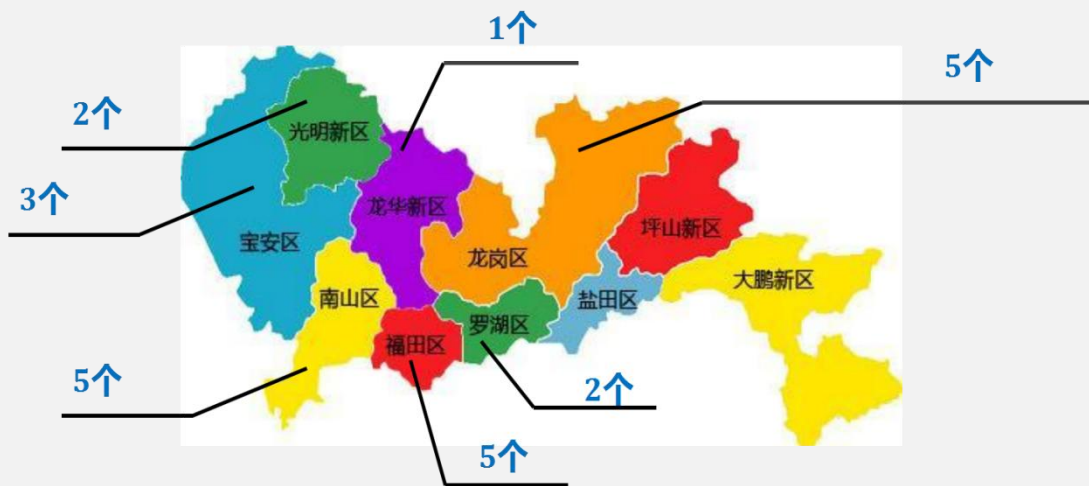 1个
5个
2个
光明新区
3个
龙华新区
坪山新区
宝安区
龙岗区
大鹏新区
南山区
盐田区
罗湖区
福田区
5个
2个
5个